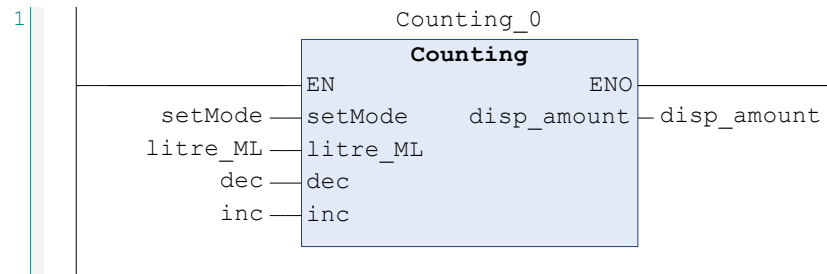 1
Counting_0
Counting
EN ENO
setMode setMode disp_amount disp_amount
litre_ML litre_ML
dec dec
inc inc